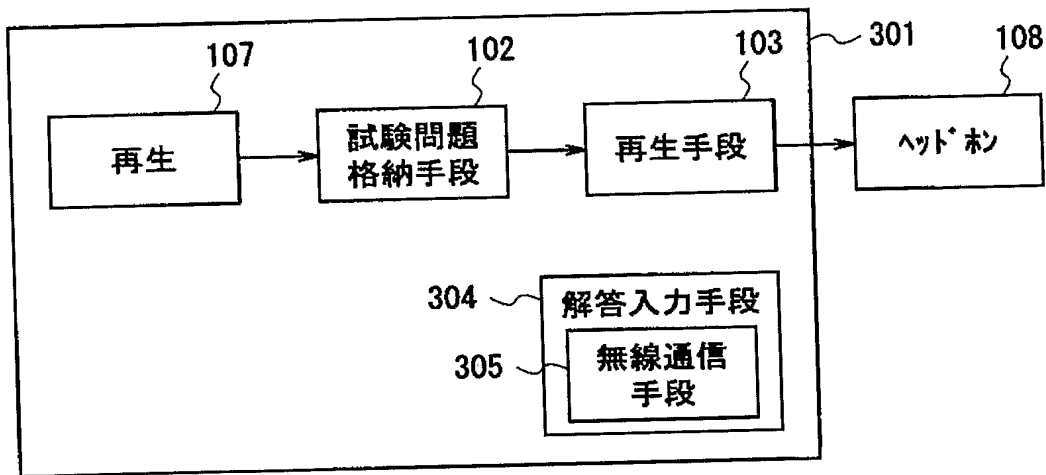 301
107
102
103
108
再生
試験問題
格納手段
再生手段
ヘッドホン
304
解答入力手段
305
無線通信
手段